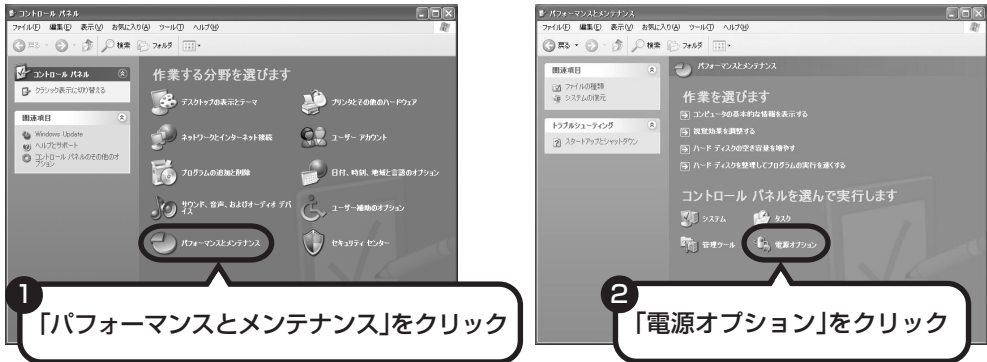 コントロール パネル
ファイル(F) 編集(E) 表示(V) お気に入り(A) ツール(T) ヘルプ(H)
戻る 検索 フォルダ
コントロール パネル
クラシック表示に切り替える
関連項目
Windows Update
ヘルプとサポート
コントロール パネルのその他のオプション
作業する分野を選びます
デスクトップの表示とテーマ
プリンタとその他のハードウェア
ネットワークとインターネット接続
ユーザー アカウント
プログラムの追加と削除
日付、時刻、地域と言語のオプション
サウンド、音声、およびオーディオ デバイス
ユーザー補助のオプション
パフォーマンスとメンテナンス
セキュリティ センター
1
「パフォーマンスとメンテナンス」をクリック
パフォーマンスとメンテナンス
ファイル(F) 編集(E) 表示(V) お気に入り(A) ツール(T) ヘルプ(H)
戻る 検索 フォルダ
関連項目
ファイルの種類
システムの復元
トラブルシューティング
スタートアップとシャットダウン
パフォーマンスとメンテナンス
作業を選びます
コンピュータの基本的な情報を表示する
視覚効果を調整する
ハード ディスクの空き容量を増やす
ハード ディスクを整理してプログラムの実行を速くする
コントロール パネルを選んで実行します
システム
タスク
管理ツール
電源オプション
2
「電源オプション」をクリック